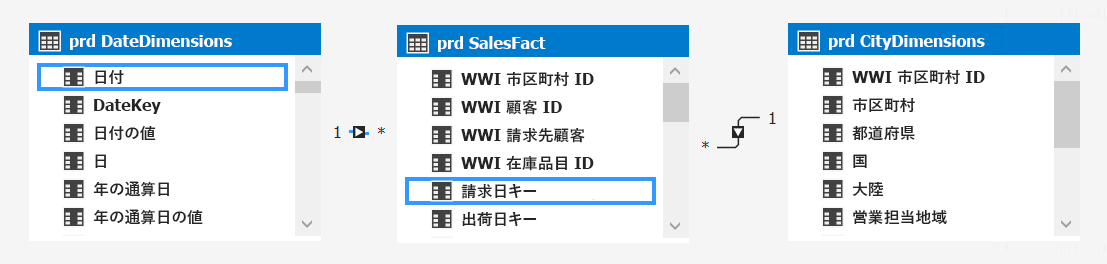 prd DateDimensions
日付
DateKey
日付の値
日
年の通算日
年の通算日の値
1 *
prd SalesFact
WWI 市区町村 ID
WWI 顧客 ID
WWI 請求先顧客
WWI 在庫品目 ID
請求日キー
出荷日キー
* 1
prd CityDimensions
WWI 市区町村 ID
市区町村
都道府県
国
大陸
営業担当地域